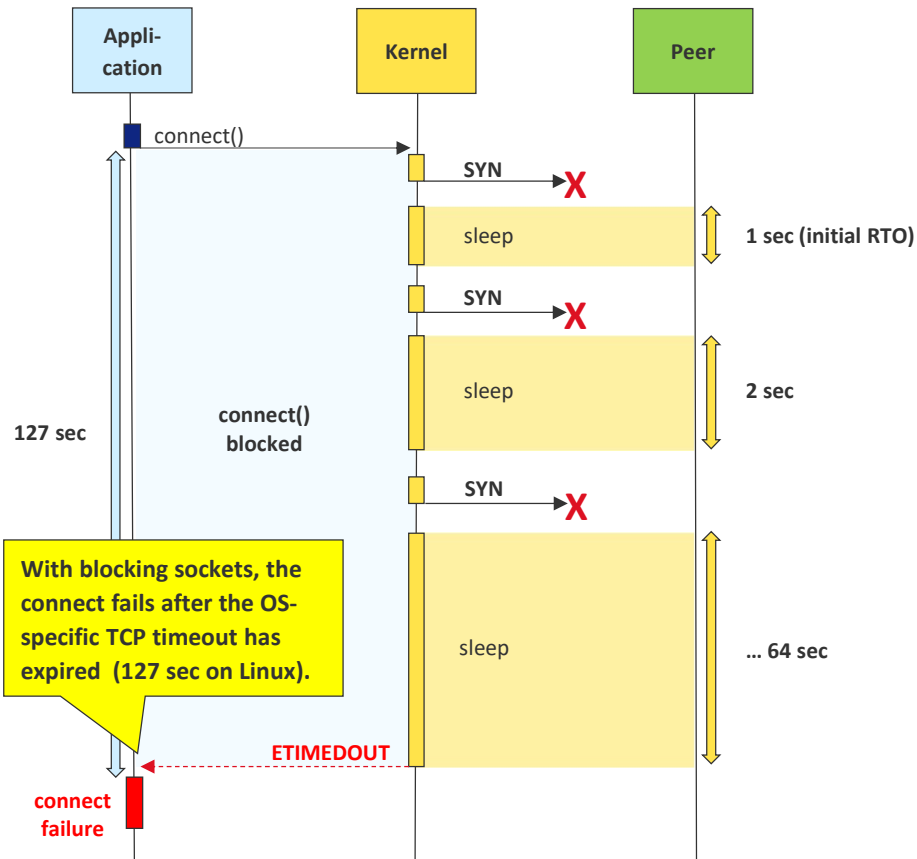 Appli-
cation
Kernel
Peer
connect()
SYN
X
sleep
1 sec (initial RTO)
SYN
X
sleep
2 sec
connect()
blocked
127 sec
SYN
X
With blocking sockets, the
connect fails after the OS-
specific TCP timeout has
expired (127 sec on Linux).
sleep
... 64 sec
ETIMEDOUT
connect
failure